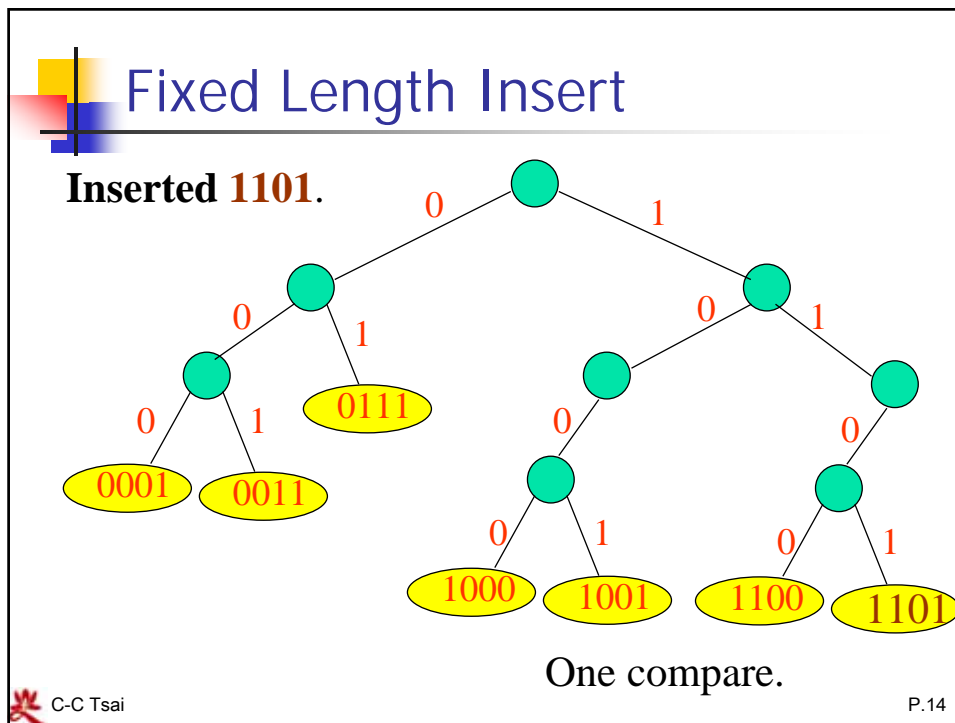 Fixed Length Insert
Inserted 1101.
0 1
0 1 0 1
0 1 0111 0 0
0001 0011
0 1 0 1
1000 1001 1100 1101
One compare.
C-C Tsai P.14